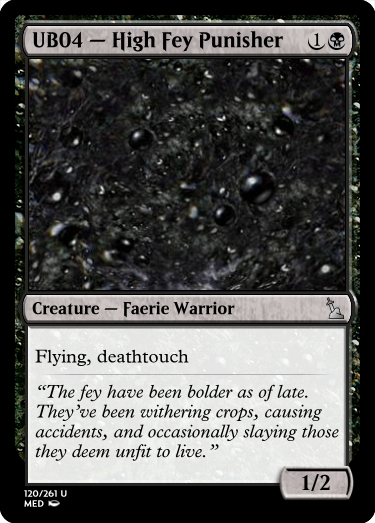 UB04 — High Fey Punisher 1
Creature — Faerie Warrior
Flying, deathtouch
“The fey have been bolder as of late.
They’ve been withering crops, causing
accidents, and occasionally slaying those
they deem unfit to live.”
1/2
120/261 U
MED